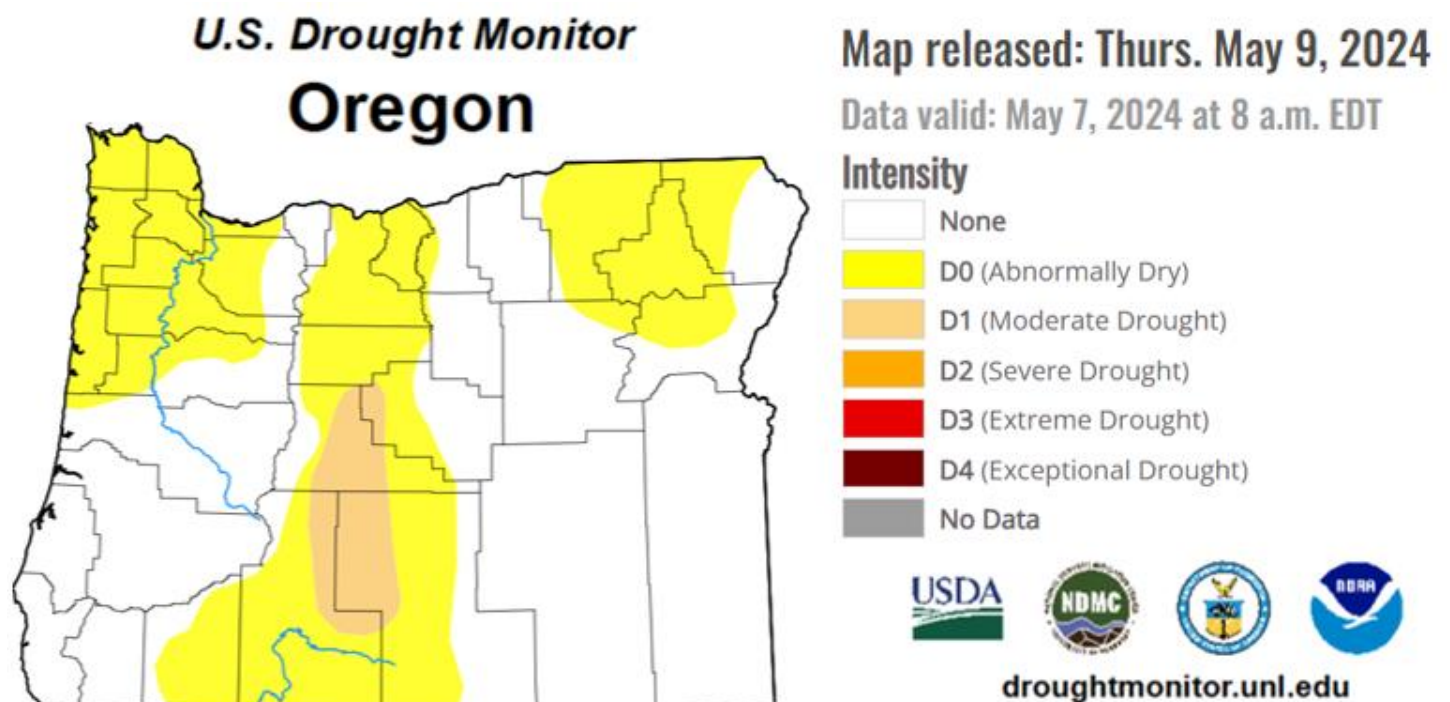 U.S. Drought Monitor
Oregon
Map released: Thurs. May 9, 2024
Data valid: May 7, 2024 at 8 a.m. EDT
Intensity
None
D0 (Abnormally Dry)
D1 (Moderate Drought)
D2 (Severe Drought)
D3 (Extreme Drought)
D4 (Exceptional Drought)
No Data
USDA
NDMC
NOAA
droughtmonitor.unl.edu